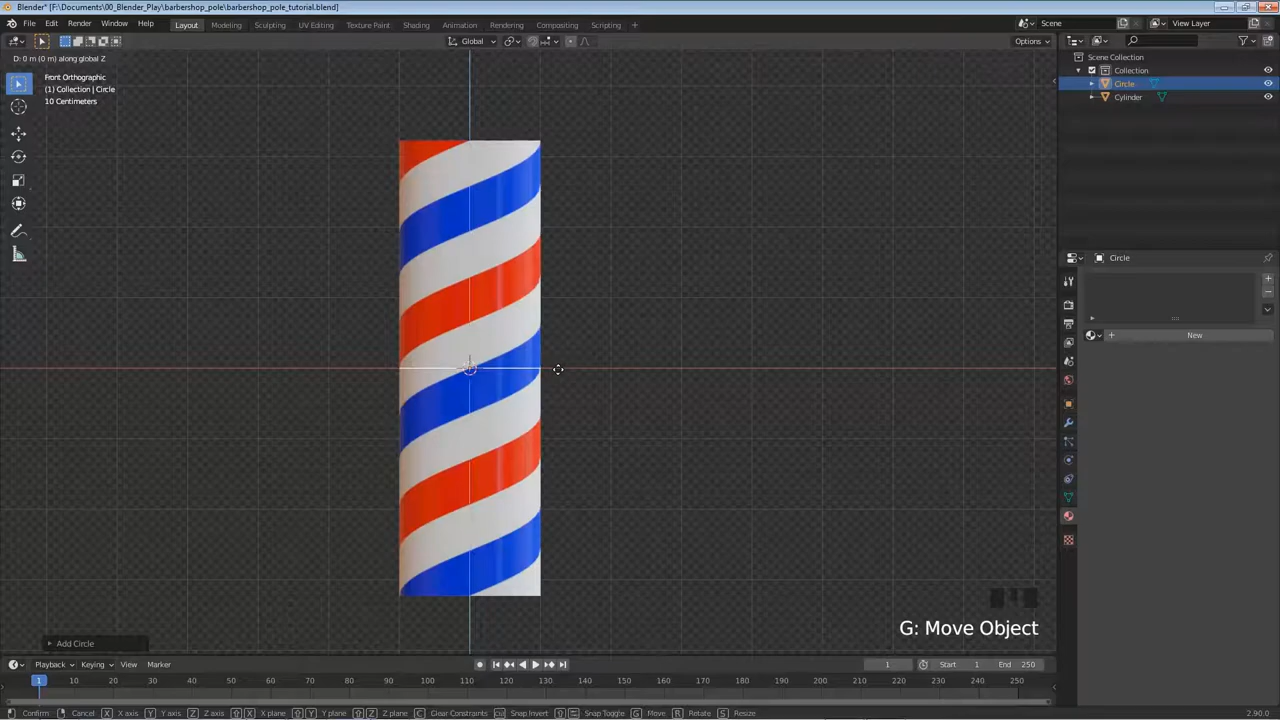 Blender* [F:\Documents\00_Blender_Play\barbershop_pole\barbershop_pole_tutorial.blend]
File Edit Render Window Help Layout Modeling Sculpting UV Editing Texture Paint Shading Animation Rendering Compositing Scripting + Scene View Layer
Global Options
D: 0 m (0 m) along global Z
Scene Collection
Collection
Circle
Cylinder
Front Orthographic
(1) Collection | Circle
10 Centimeters
Circle
New
G: Move Object
Add Circle
Playback Keying View Marker 1 Start 1 End 250
1 10 20 30 40 50 60 70 80 90 100 110 120 130 140 150 160 170 180 190 200 210 220 230 240 250
Confirm Cancel X X axis Y Y axis Z Z axis X X plane Y Y plane Z Z plane C Clear Constraints Snap Invert Snap Toggle G Move R Rotate S Resize 2.90.0